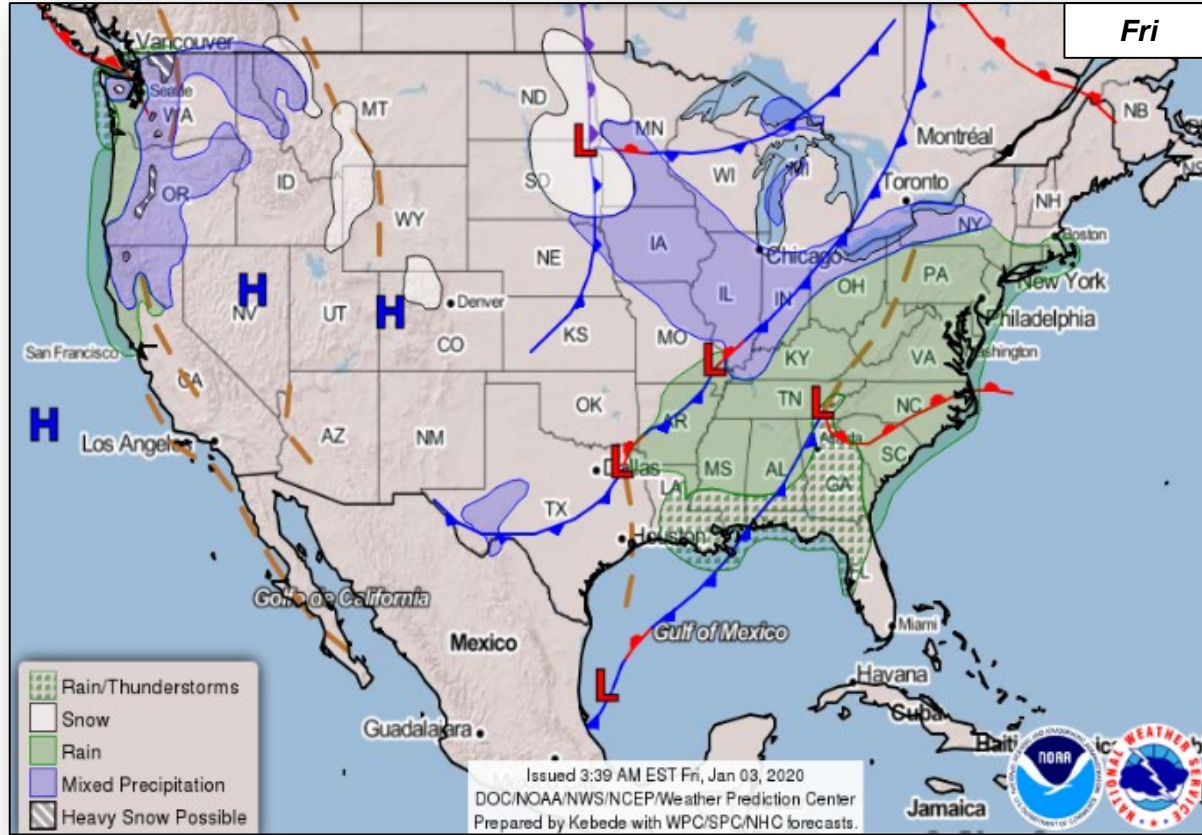 Fri
Vancouver
Seattle
WA
MT
ND
MN
Montréal
NB
OR
ID
SD
WI
MI
Toronto
NH
WY
NY
Boston
IA
NE
Chicago
PA
New York
H
H
NV
UT
Denver
IL
IN
OH
Philadelphia
CO
KS
MO
KY
VA
Washington
San Francisco
CA
L
L
L
L
L
H
OK
TN
NC
Los Angeles
AZ
NM
AR
Atlanta
SC
Dallas
MS
AL
GA
LA
TX
Houston
FL
Golfo de California
Mexico
Gulf of Mexico
Miami
Havana
Cuba
Guadalajara
Haiti
Jamaica
Rain/Thunderstorms
Snow
Rain
Mixed Precipitation
Heavy Snow Possible
Issued 3:39 AM EST Fri, Jan 03, 2020
DOC/NOAA/NWS/NCEP/Weather Prediction Center
Prepared by Kebede with WPC/SPC/NHC forecasts.
NOAA
NATIONAL WEATHER SERVICE